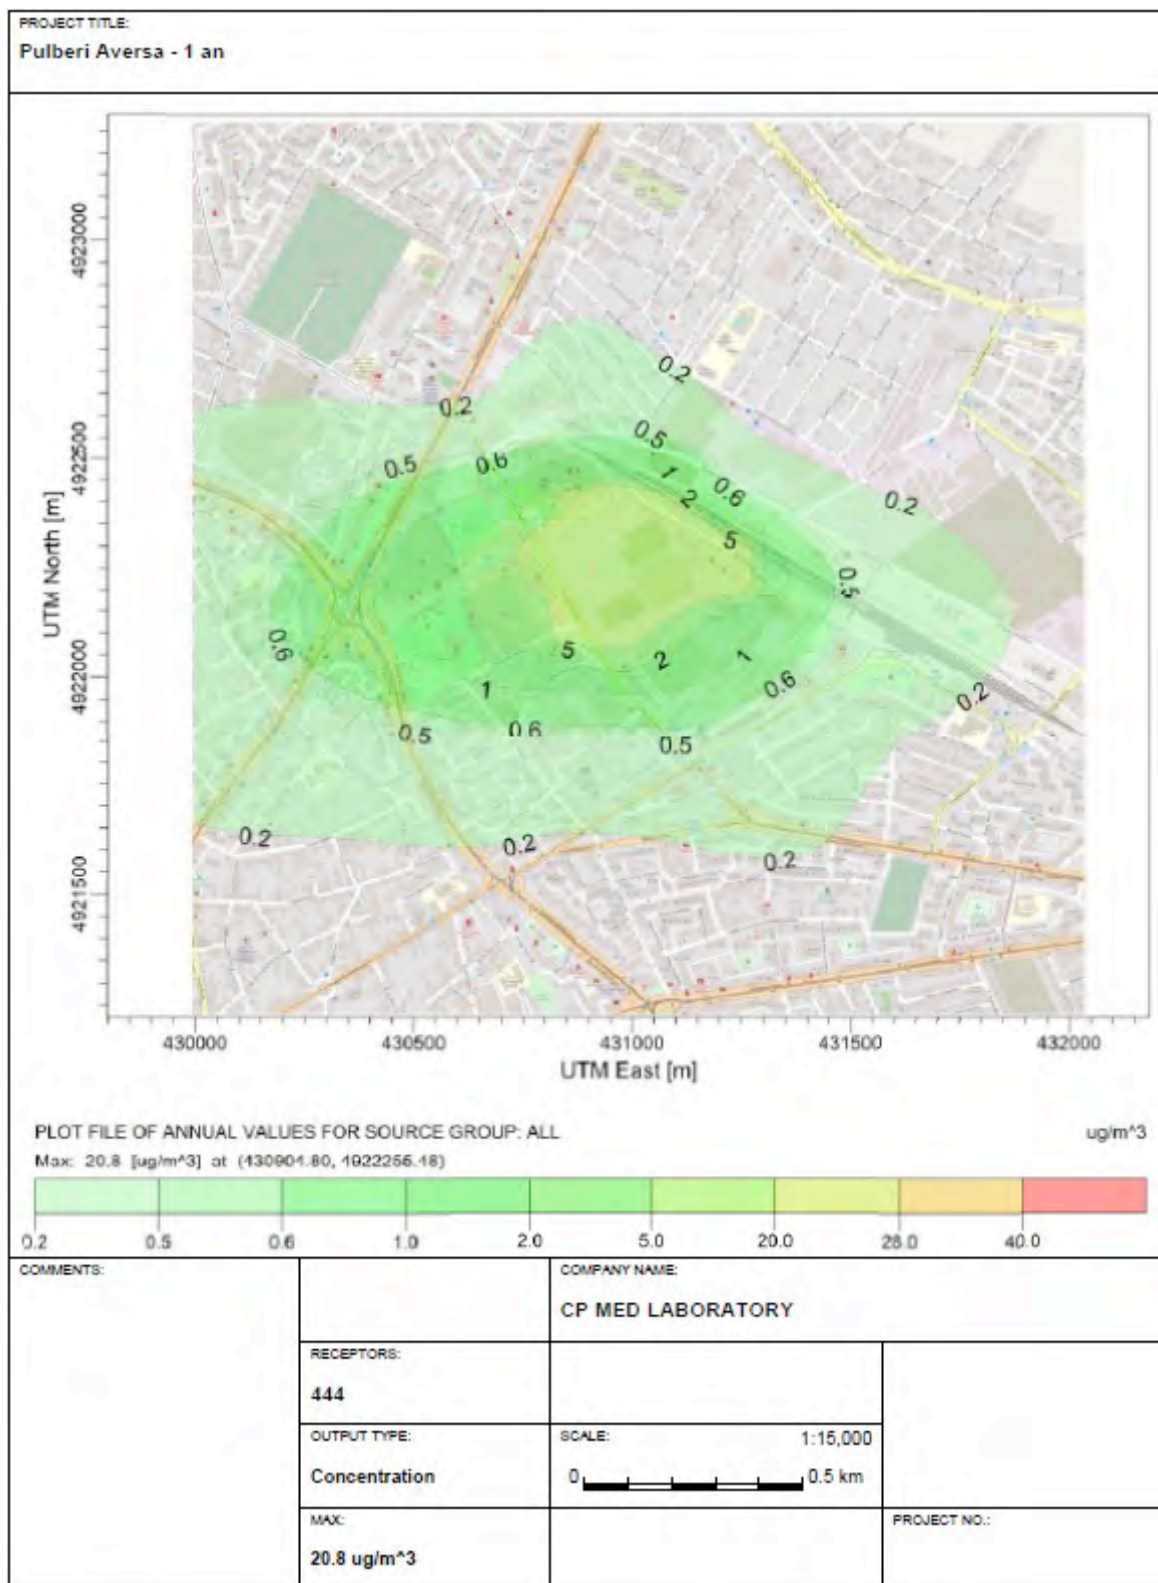 PROJECT TITLE:
Pulberi Aversa - 1 an
UTM North [m]
4923000
4922500
4922000
4921500
0.2
0.2
0.5
0.5
0.6
1
0.6
2
0.2
5
0.5
0.6
5
2
1
1
0.6
0.2
0.5
0.6
0.5
0.2
0.2
0.2
430000 430500 431000 431500 432000
UTM East [m]
PLOT FILE OF ANNUAL VALUES FOR SOURCE GROUP: ALL ug/m^3
Max: 20.8 [ug/m^3] at (430904.80, 4922255.48)
0.2 0.5 0.6 1.0 2.0 5.0 20.0 28.0 40.0
COMMENTS:
COMPANY NAME:
CP MED LABORATORY
RECEPTORS:
444
OUTPUT TYPE:
Concentration
SCALE: 1:15,000
0 0.5 km
MAX:
20.8 ug/m^3
PROJECT NO.: